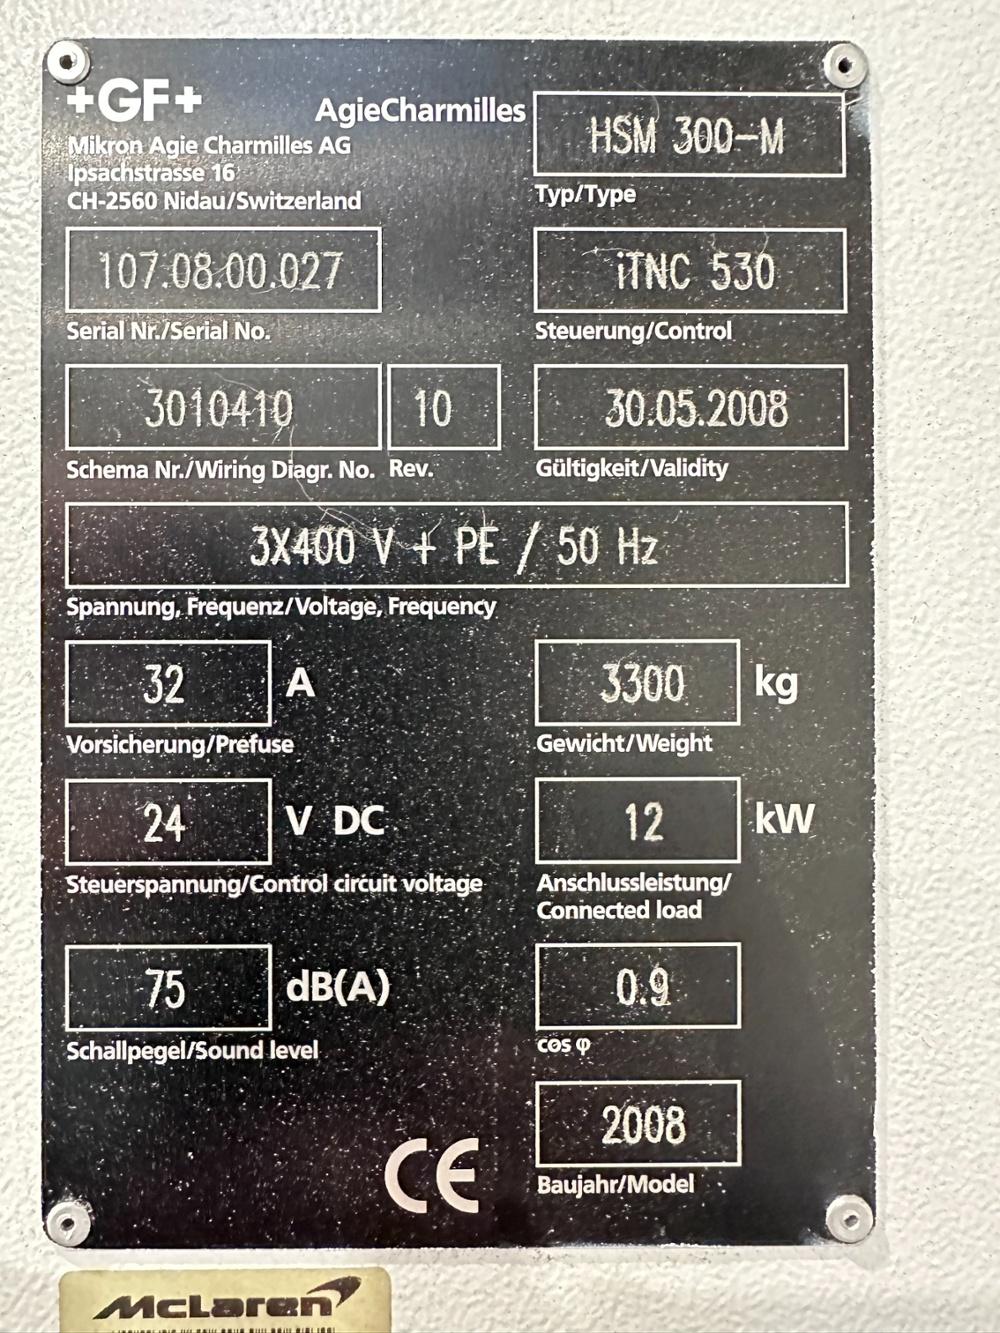 +GF+ AgieCharmilles
Mikron Agie Charmilles AG
Ipsachstrasse 16
CH-2560 Nidau/Switzerland
HSM 300-M
Typ/Type
107.08.00.027
Serial Nr./Serial No.
iTNC 530
Steuerung/Control
3010410
Schema Nr./Wiring Diagr. No.
10
Rev.
30.05.2008
Gültigkeit/Validity
3X400 V + PE / 50 Hz
Spannung, Frequenz/Voltage, Frequency
32 A
Vorsicherung/Prefuse
3300 kg
Gewicht/Weight
24 V DC
Steuerspannung/Control circuit voltage
12 kW
Anschlussleistung/
Connected load
75 dB(A)
Schallpegel/Sound level
0.9
cos φ
2008
Baujahr/Model
CE
McLaren